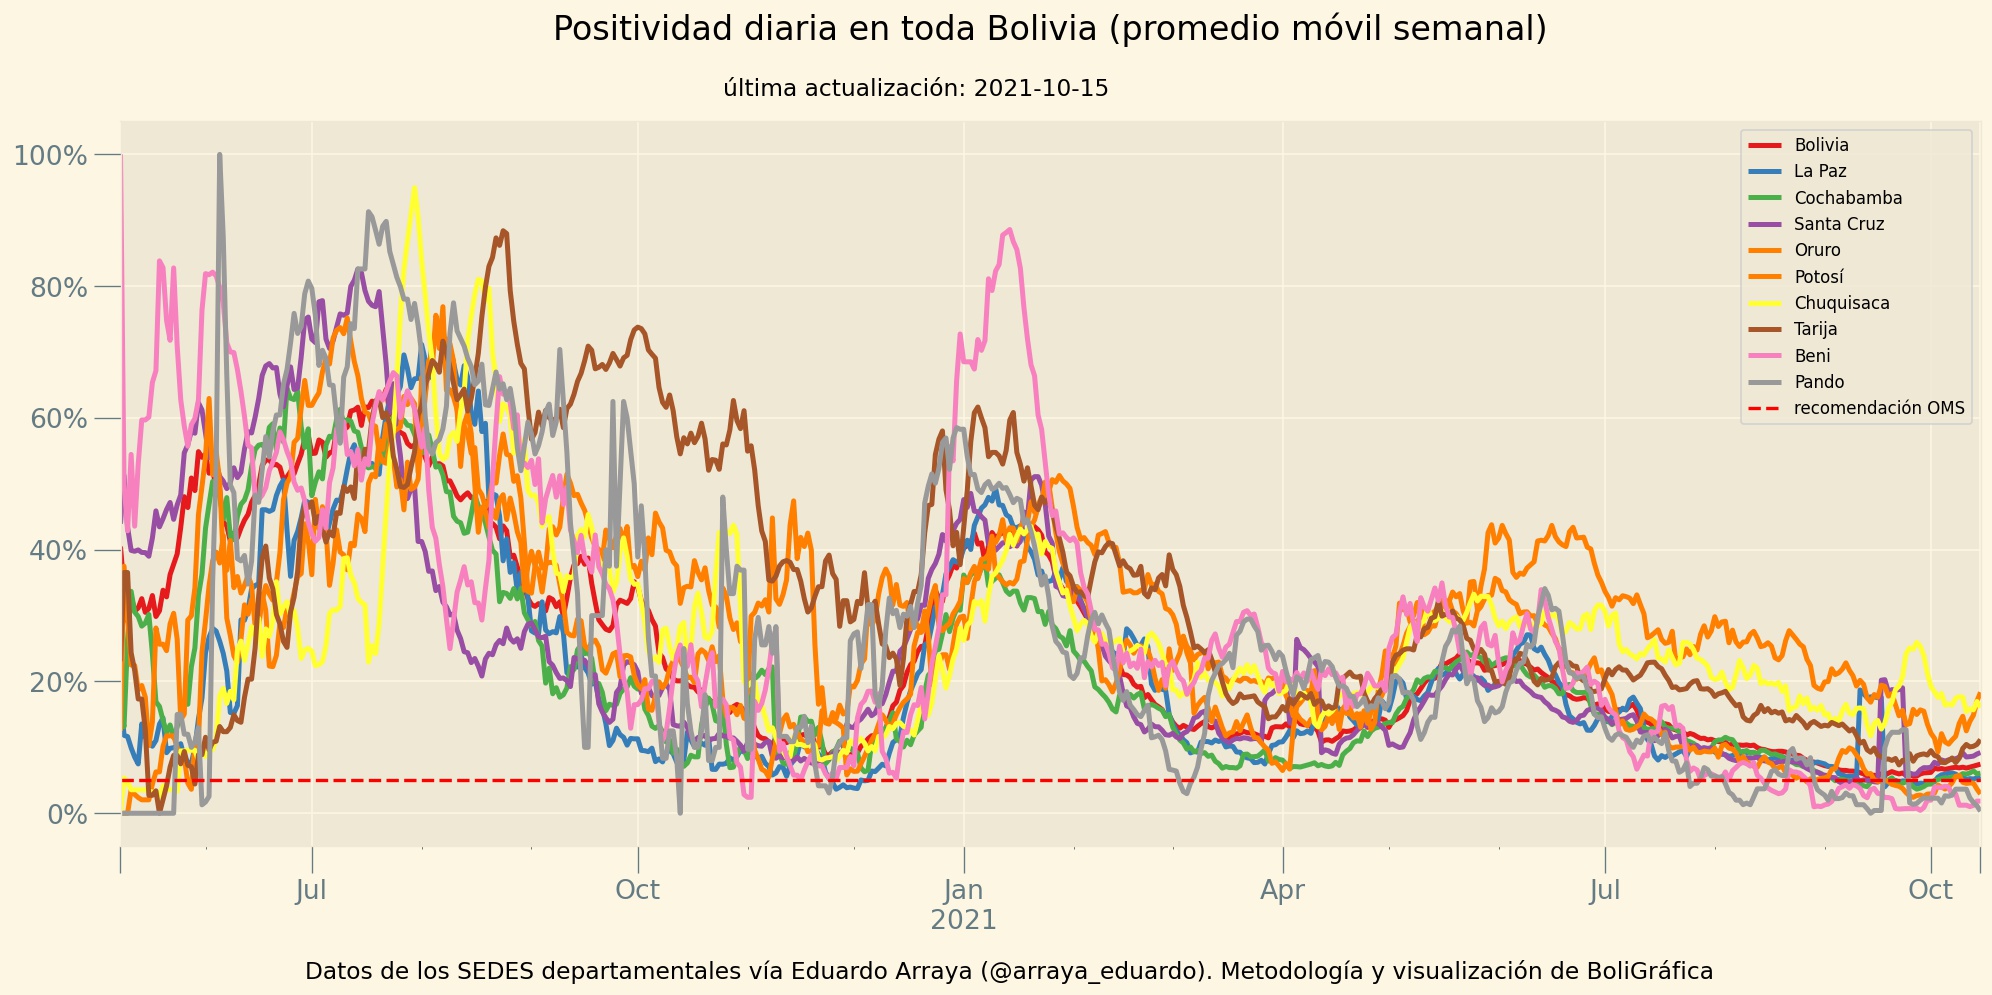 Positividad diaria en toda Bolivia (promedio móvil semanal)
última actualización: 2021-10-15
100%
80%
60%
40%
20%
0%
Bolivia
La Paz
Cochabamba
Santa Cruz
Oruro
Potosí
Chuquisaca
Tarija
Beni
Pando
recomendación OMS
Jul
Oct
Jan
2021
Apr
Jul
Oct
Datos de los SEDES departamentales vía Eduardo Arraya (@arraya_eduardo). Metodología y visualización de BoliGráfica